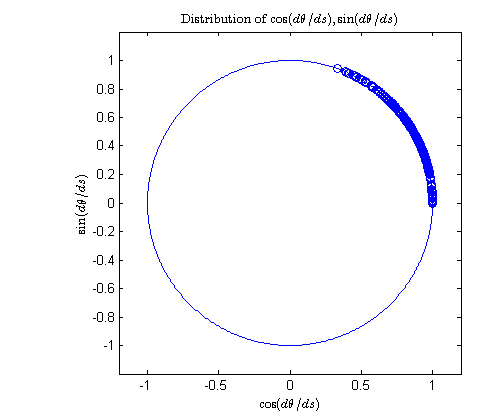 Distribution of cos(dθ/ds), sin(dθ/ds)
sin(dθ/ds)
1
0.8
0.6
0.4
0.2
0
-0.2
-0.4
-0.6
-0.8
-1
-1 -0.5 0 0.5 1
cos(dθ/ds)